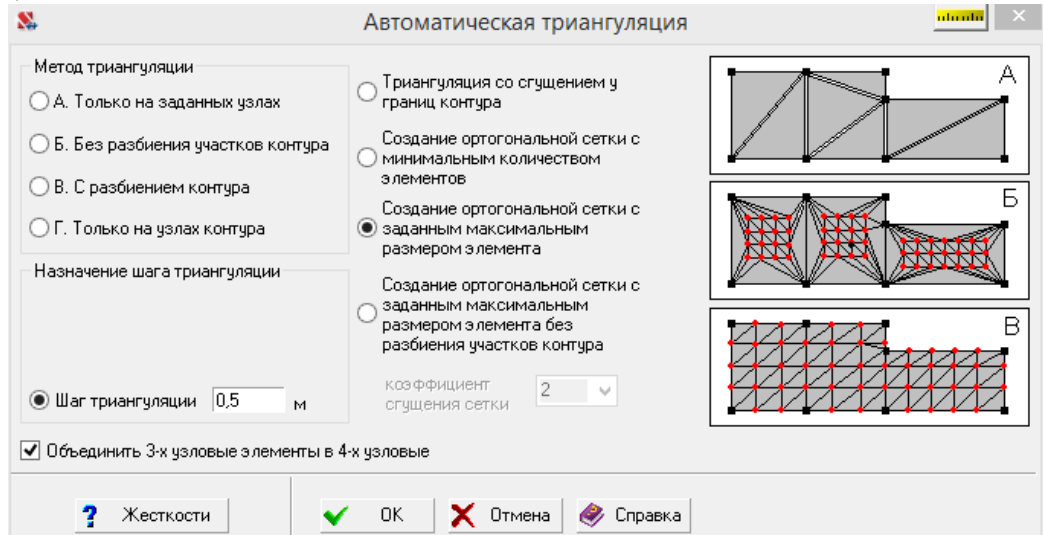 Автоматическая триангуляция
Метод триангуляции
А. Только на заданных узлах
Б. Без разбиения участков контура
В. С разбиением контура
Г. Только на узлах контура
Назначение шага триангуляции
Шаг триангуляции 0,5 м
Триангуляция со сгущением у
границ контура
Создание ортогональной сетки с
минимальным количеством
элементов
Создание ортогональной сетки с
заданным максимальным
размером элемента
Создание ортогональной сетки с
заданным максимальным
размером элемента без
разбиения участков контура
коэффициент
сгущения сетки
2
А
Б
В
Объединить 3-х узловые элементы в 4-х узловые
? Жесткости
OK
Отмена
Справка